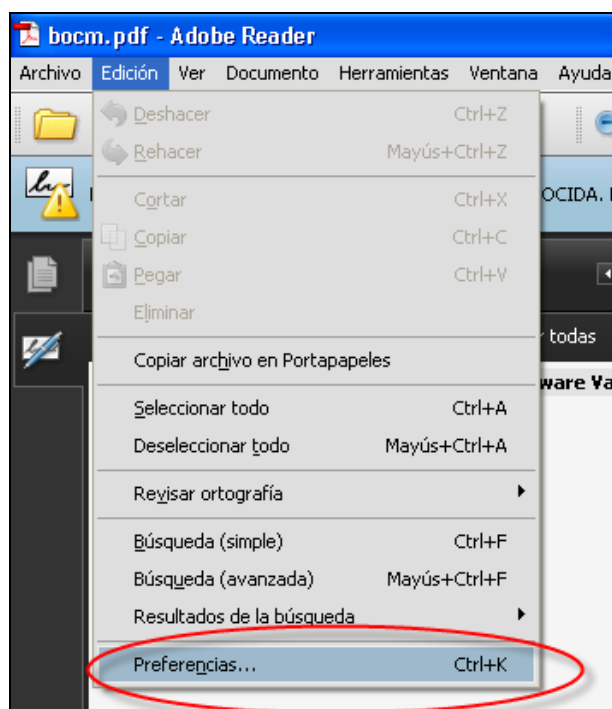 bocm.pdf - Adobe Reader
Archivo Edición Ver Documento Herramientas Ventana Ayuda
Deshacer Ctrl+Z
Rehacer Mayús+Ctrl+Z
Cortar Ctrl+X
OCIDA.
Copiar Ctrl+C
Pegar Ctrl+V
Eliminar
todas
Copiar archivo en Portapapeles
ware Va
Seleccionar todo Ctrl+A
Deseleccionar todo Mayús+Ctrl+A
Revisar ortografía
Búsqueda (simple) Ctrl+F
Búsqueda (avanzada) Mayús+Ctrl+F
Resultados de la búsqueda
Preferencias... Ctrl+K